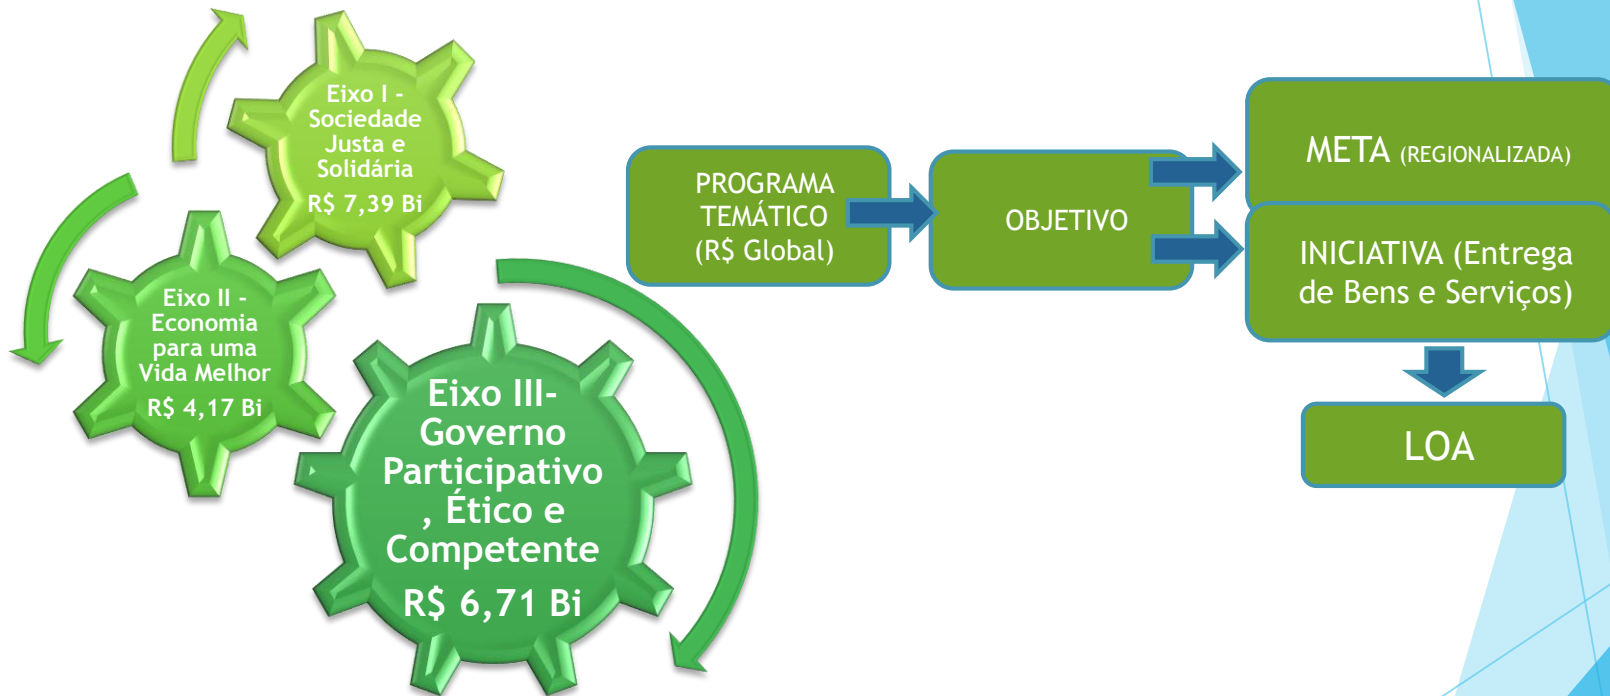 Eixo I -
Sociedade
Justa e
Solidária
R$ 7,39 Bi
Eixo II -
Economia
para uma
Vida Melhor
R$ 4,17 Bi
Eixo III-
Governo
Participativo
, Ético e
Competente
R$ 6,71 Bi
PROGRAMA
TEMÁTICO
(R$ Global)
OBJETIVO
META (REGIONALIZADA)
INICIATIVA (Entrega
de Bens e Serviços)
LOA